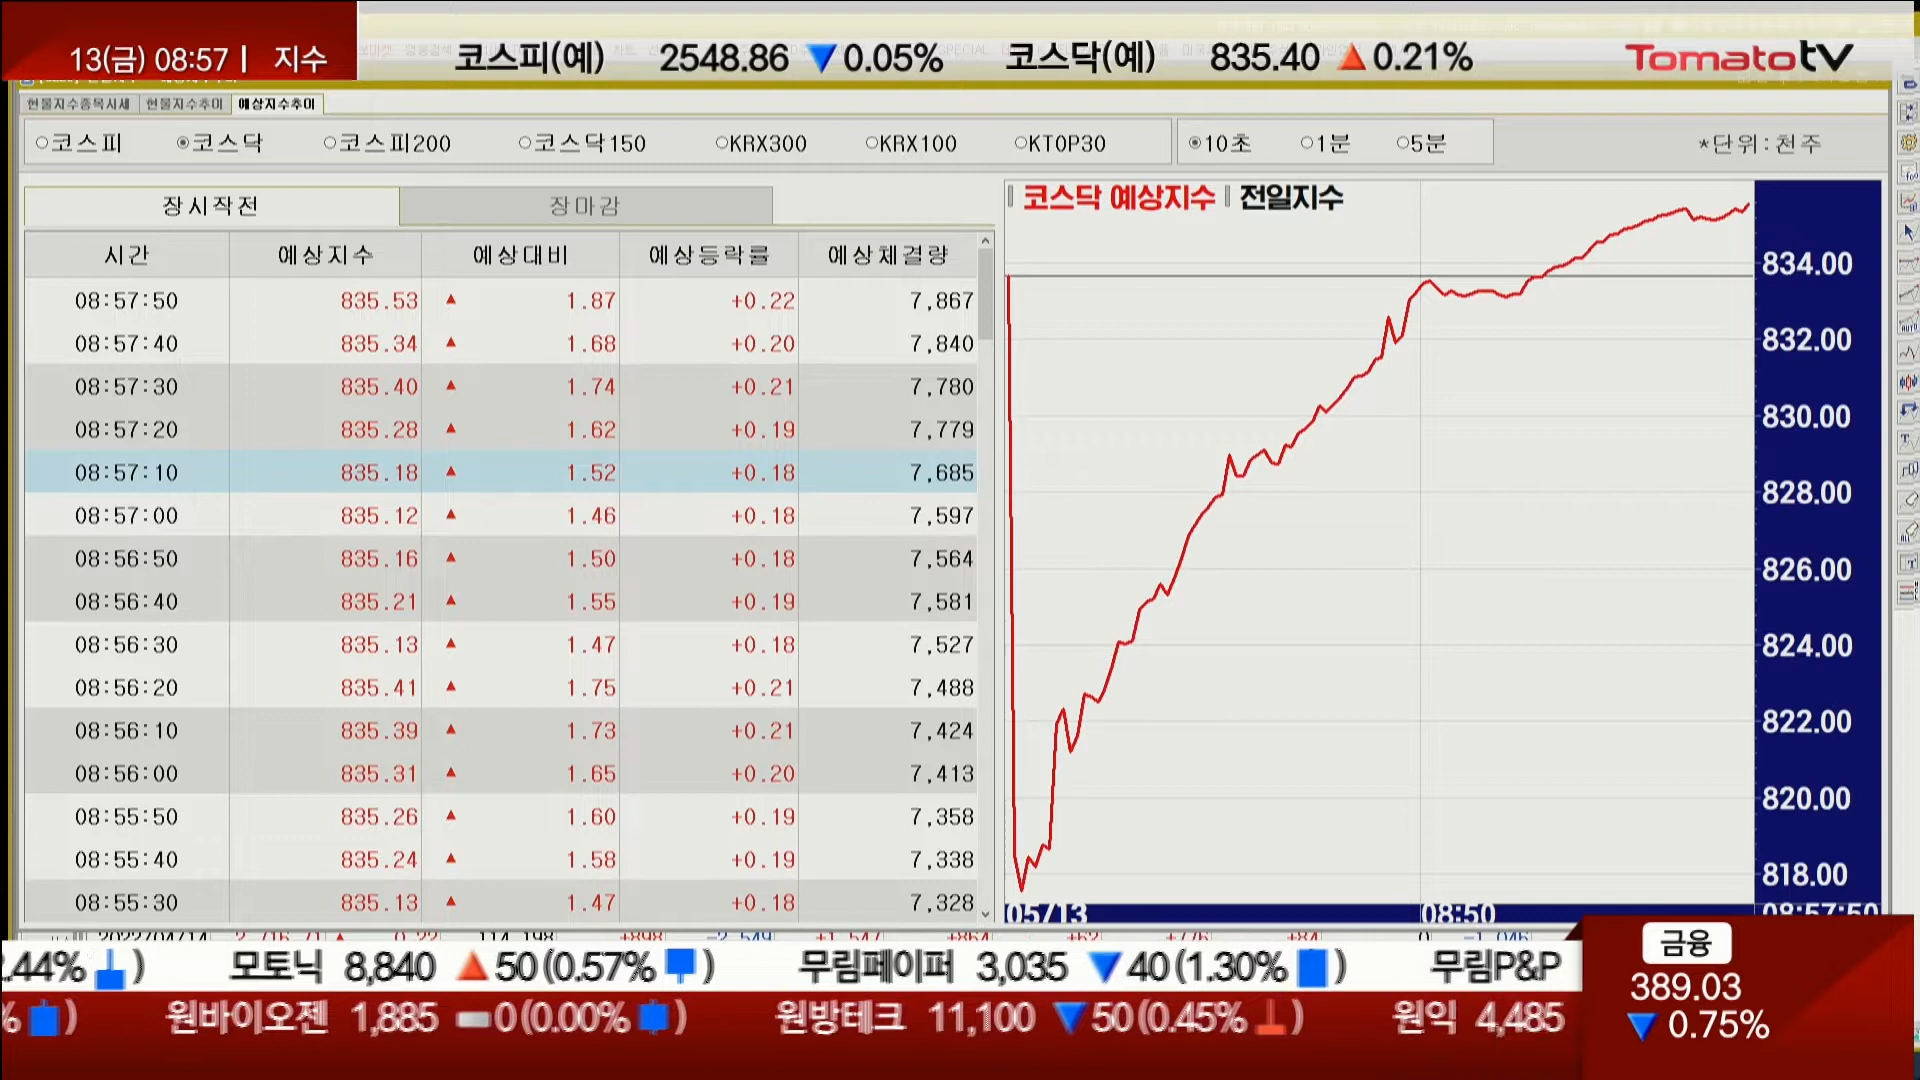 13(금) 08:57 | 지수 코스피(예) 2548.86 ▼0.05% 코스닥(예) 835.40 ▲0.21% Tomatotv
현물지수종목시세 현물지수추이 예상지수추이
코스피 코스닥 코스피200 코스닥150 KRX300 KRX100 KTOP30 10초 1분 5분 *단위:천주
장시작전 장마감
시간 예상지수 예상대비 예상등락률 예상체결량
08:57:50 835.53 ▲ 1.87 +0.22 7,867
08:57:40 835.34 ▲ 1.68 +0.20 7,840
08:57:30 835.40 ▲ 1.74 +0.21 7,780
08:57:20 835.28 ▲ 1.62 +0.19 7,779
08:57:10 835.18 ▲ 1.52 +0.18 7,685
08:57:00 835.12 ▲ 1.46 +0.18 7,597
08:56:50 835.16 ▲ 1.50 +0.18 7,564
08:56:40 835.21 ▲ 1.55 +0.19 7,581
08:56:30 835.13 ▲ 1.47 +0.18 7,527
08:56:20 835.41 ▲ 1.75 +0.21 7,488
08:56:10 835.39 ▲ 1.73 +0.21 7,424
08:56:00 835.31 ▲ 1.65 +0.20 7,413
08:55:50 835.26 ▲ 1.60 +0.19 7,358
08:55:40 835.24 ▲ 1.58 +0.19 7,338
08:55:30 835.13 ▲ 1.47 +0.18 7,328
코스닥 예상지수 전일지수
834.00
832.00
830.00
828.00
826.00
824.00
822.00
820.00
818.00
05/13 08:50 08:57:50
2.44% ) 모토닉 8,840 ▲50(0.57% ) 무림페이퍼 3,035 ▼40(1.30% ) 무림P&P
% ) 원바이오젠 1,885 0(0.00% ) 원방테크 11,100 ▼50(0.45% ) 원익 4,485
금융
389.03
▼ 0.75%